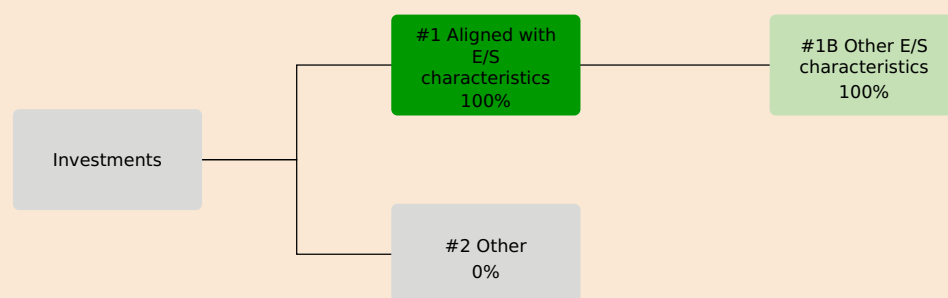 #1 Aligned with
E/S
characteristics
100%
#1B Other E/S
characteristics
100%
Investments
#2 Other
0%